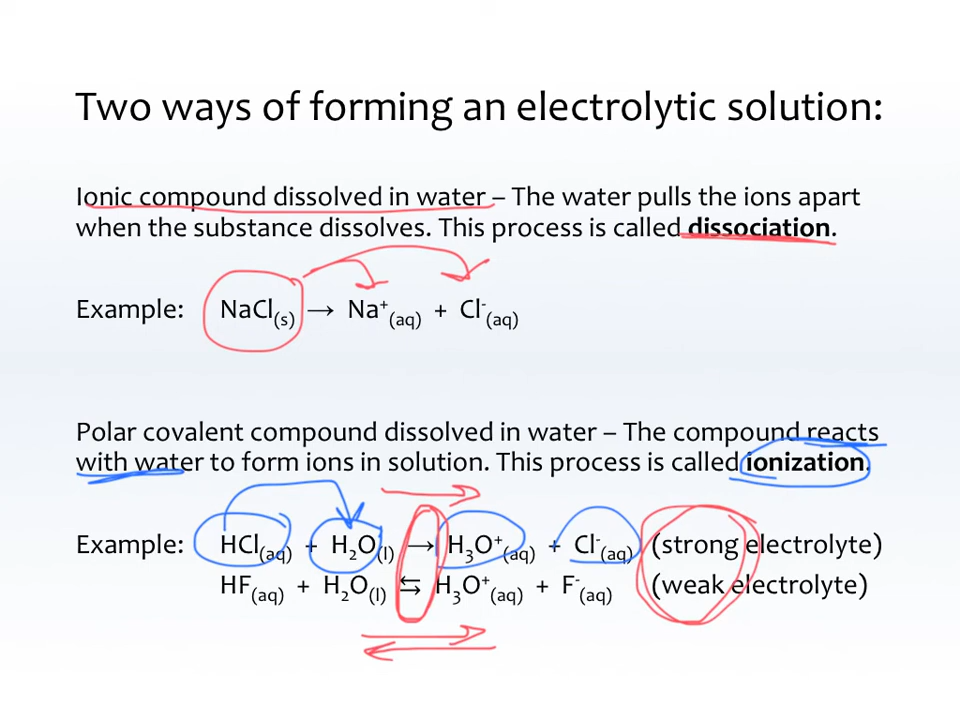 Two ways of forming an electrolytic solution:
Ionic compound dissolved in water – The water pulls the ions apart
when the substance dissolves. This process is called dissociation.
Example: NaCl(s) → Na⁺(aq) + Cl⁻(aq)
Polar covalent compound dissolved in water – The compound reacts
with water to form ions in solution. This process is called ionization.
Example: HCl(aq) + H₂O(l) → H₃O⁺(aq) + Cl⁻(aq) (strong electrolyte)
HF(aq) + H₂O(l) ⇆ H₃O⁺(aq) + F⁻(aq) (weak electrolyte)